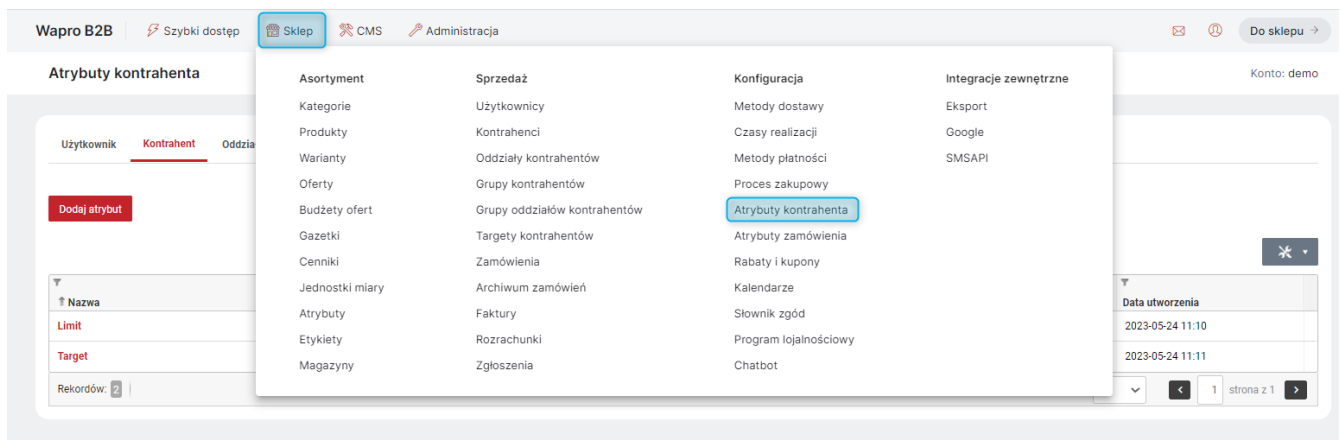 Wapro B2B Szybki dostęp Sklep CMS Administracja Do sklepu
Atrybuty kontrahenta Konto: demo
Asortyment Sprzedaż Konfiguracja Integracje zewnętrzne
Kategorie Użytkownicy Metody dostawy Eksport
Produkty Kontrahenci Czasy realizacji Google
Warianty Oddziały kontrahentów Metody płatności SMSAPI
Oferty Grupy kontrahentów Proces zakupowy
Budżety ofert Grupy oddziałów kontrahentów Atrybuty kontrahenta
Gazetki Targety kontrahentów Atrybuty zamówienia
Cenniki Zamówienia Rabaty i kupony
Jednostki miary Archiwum zamówień Kalendarze
Atrybuty Faktury Słownik zgód
Etykiety Rozrachunki Program lojalnościowy
Magazyny Zgłoszenia Chatbot
Użytkownik Kontrahent Oddzia
Dodaj atrybut
Nazwa Data utworzenia
Limit 2023-05-24 11:10
Target 2023-05-24 11:11
Rekordów: 2 1 strona z 1